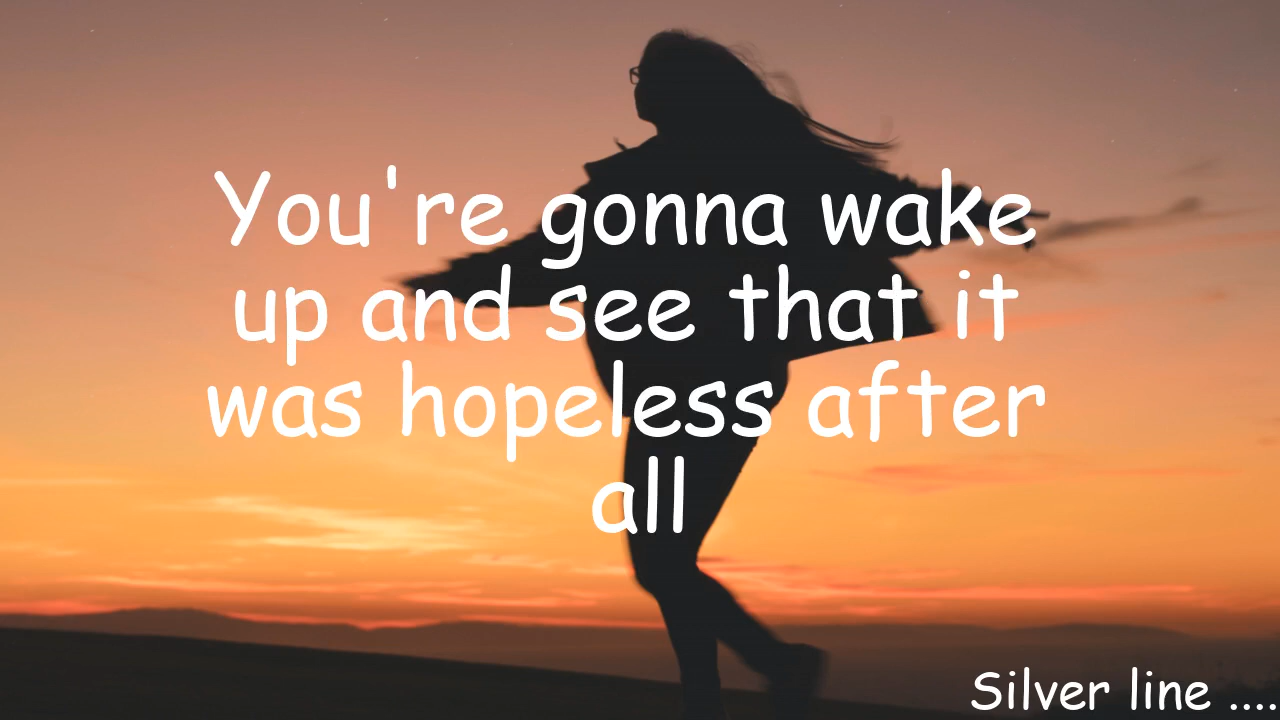 You're gonna wake
up and see that it
was hopeless after
all
Silver line ....